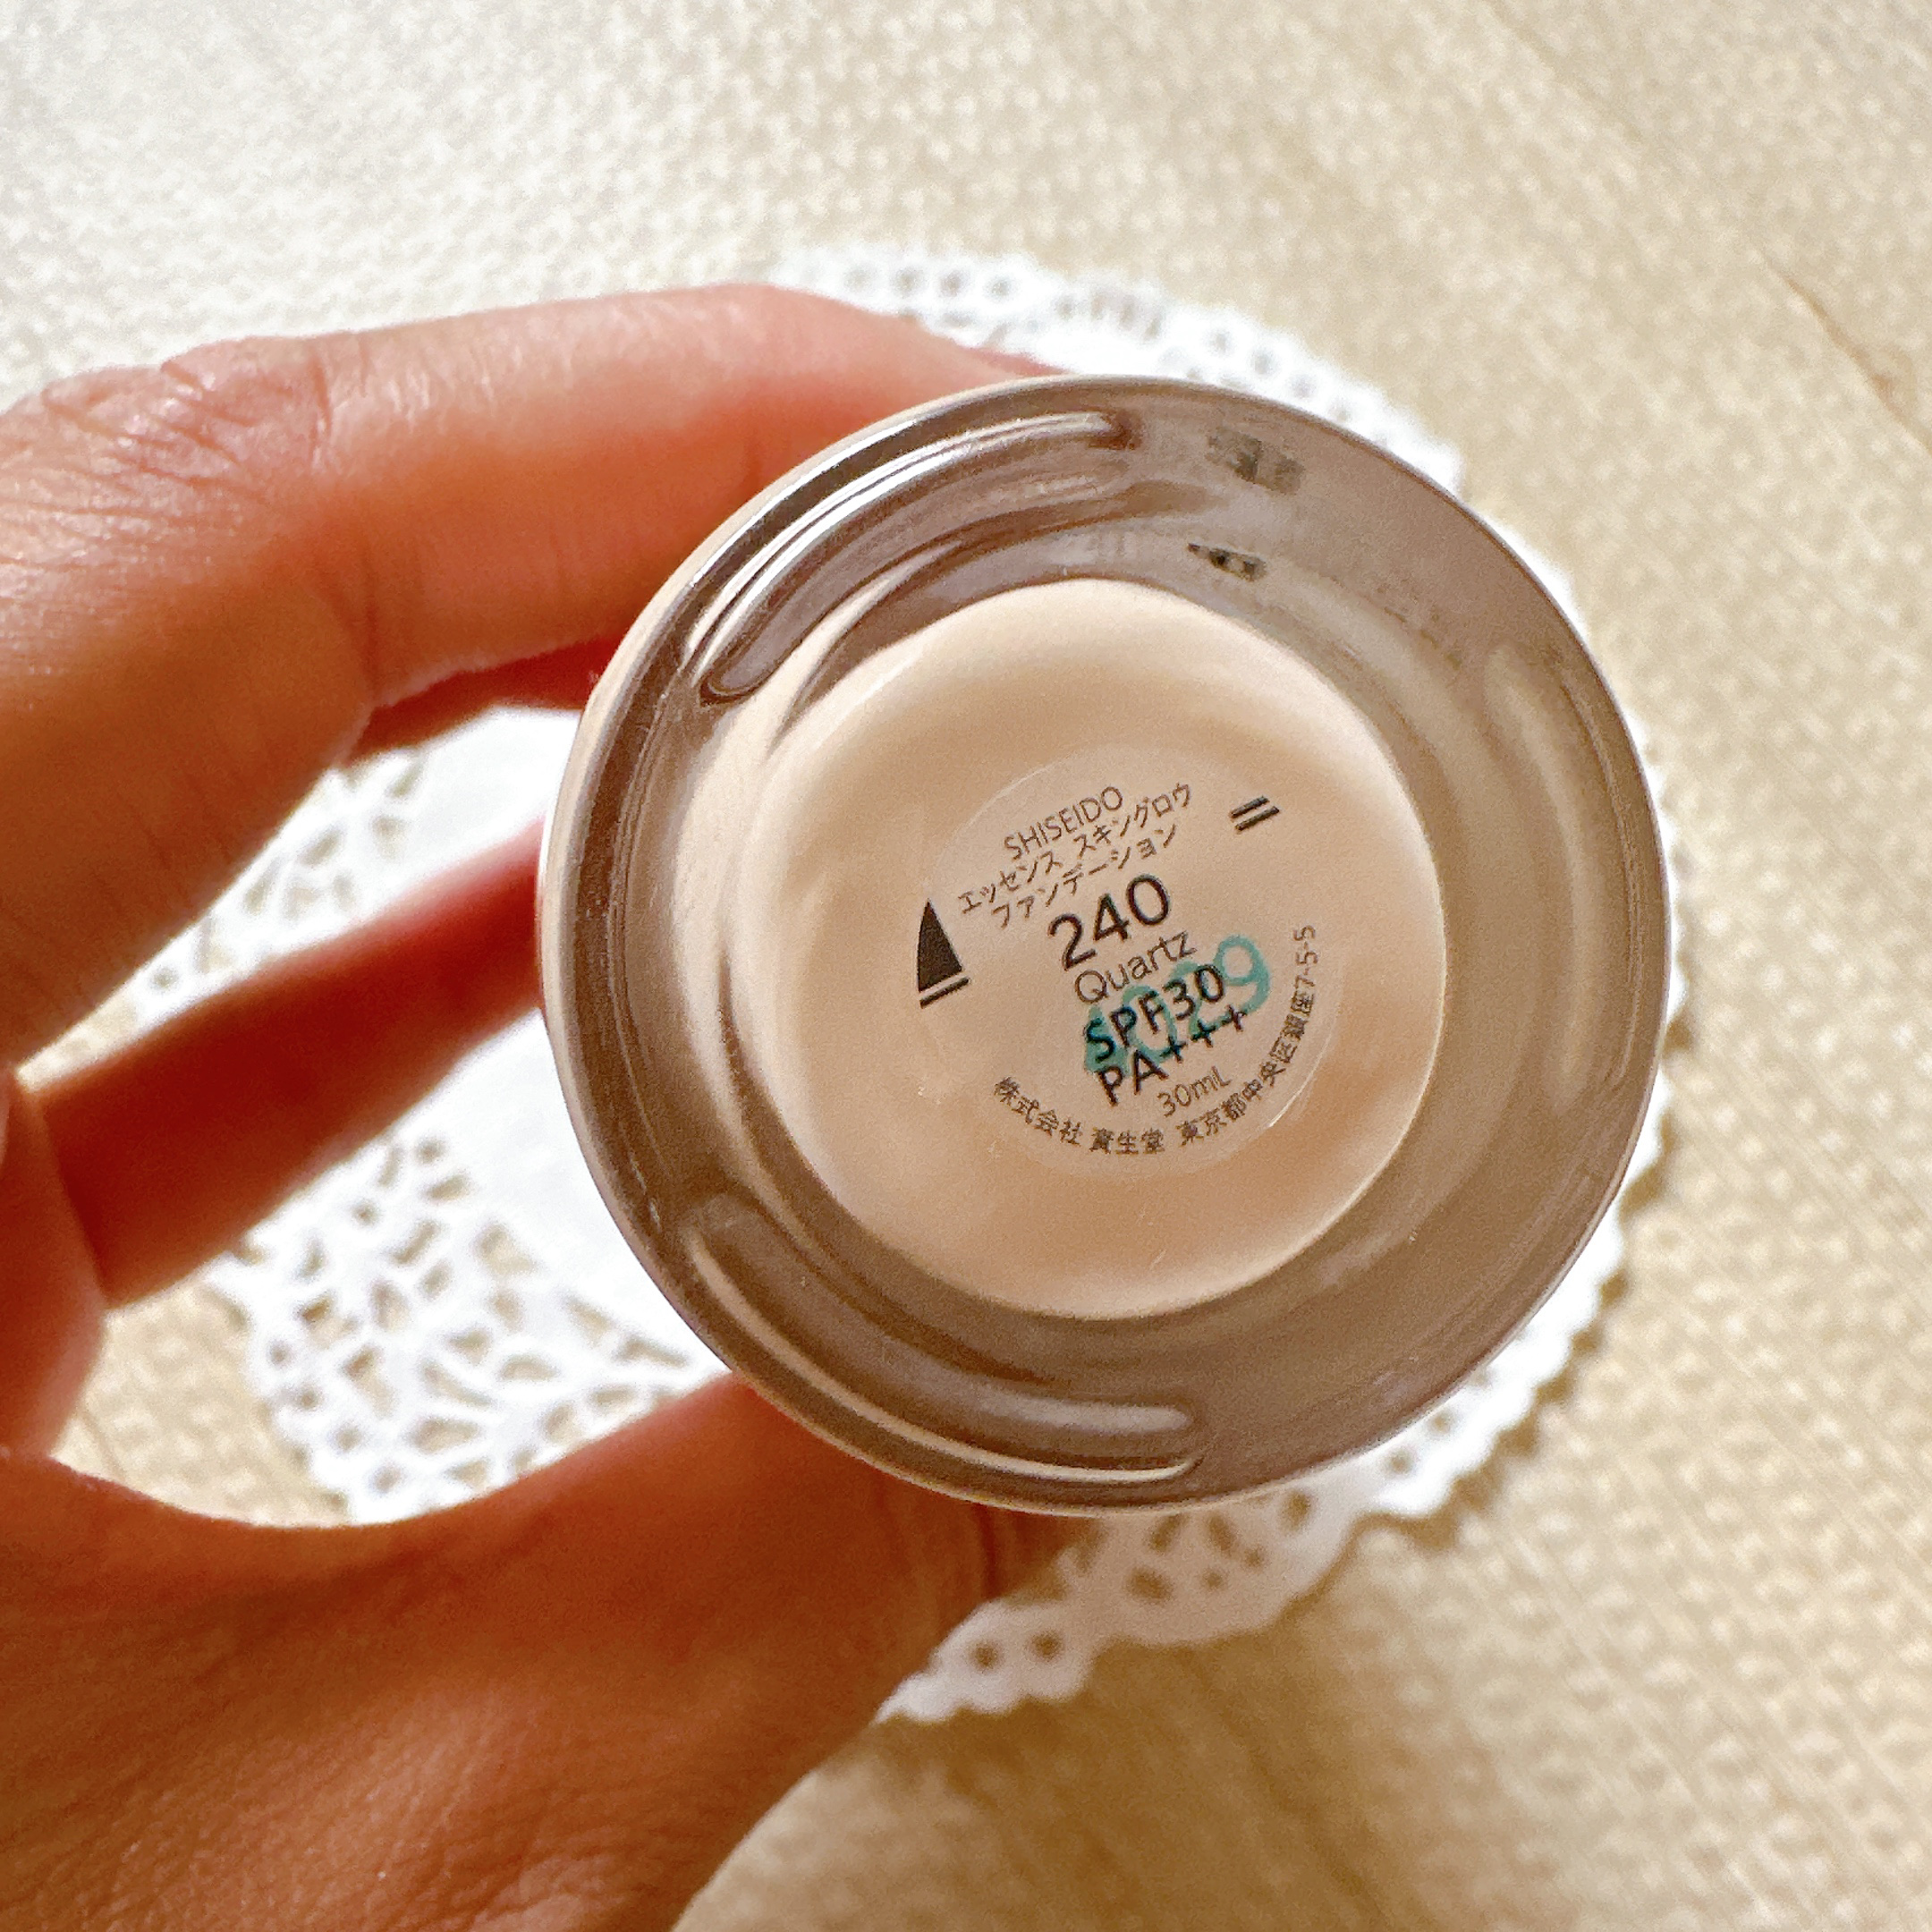 SHISEIDO
エッセンス スキングロウ
ファンデーション
240
Quartz
SPF30
PA+++
30mL
株式会社 資生堂 東京都中央区銀座7-5-5